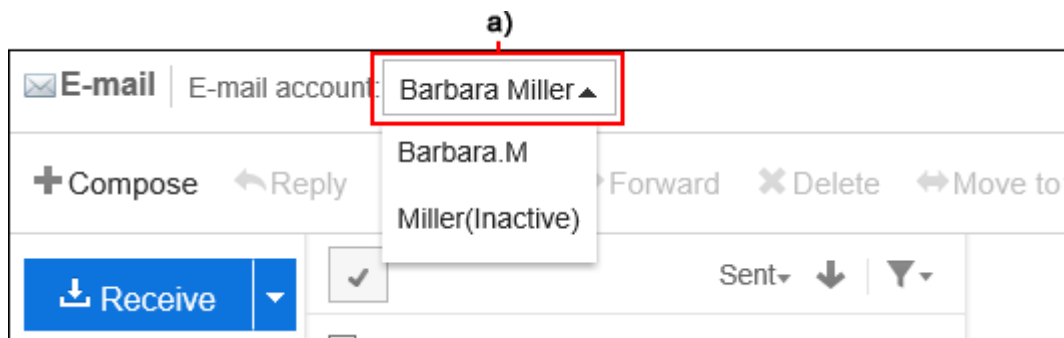 a)
E-mail E-mail account: Barbara Miller
Barbara.M
Compose Reply Forward Delete Move to
Miller(Inactive)
Receive Sent